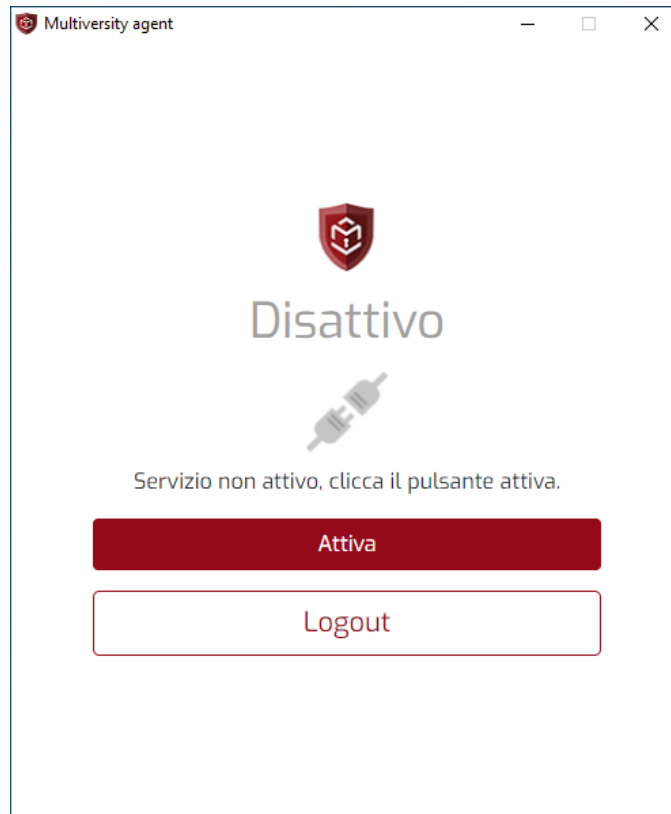 Multiversity agent
Disattivo
Servizio non attivo, clicca il pulsante attiva.
Attiva
Logout